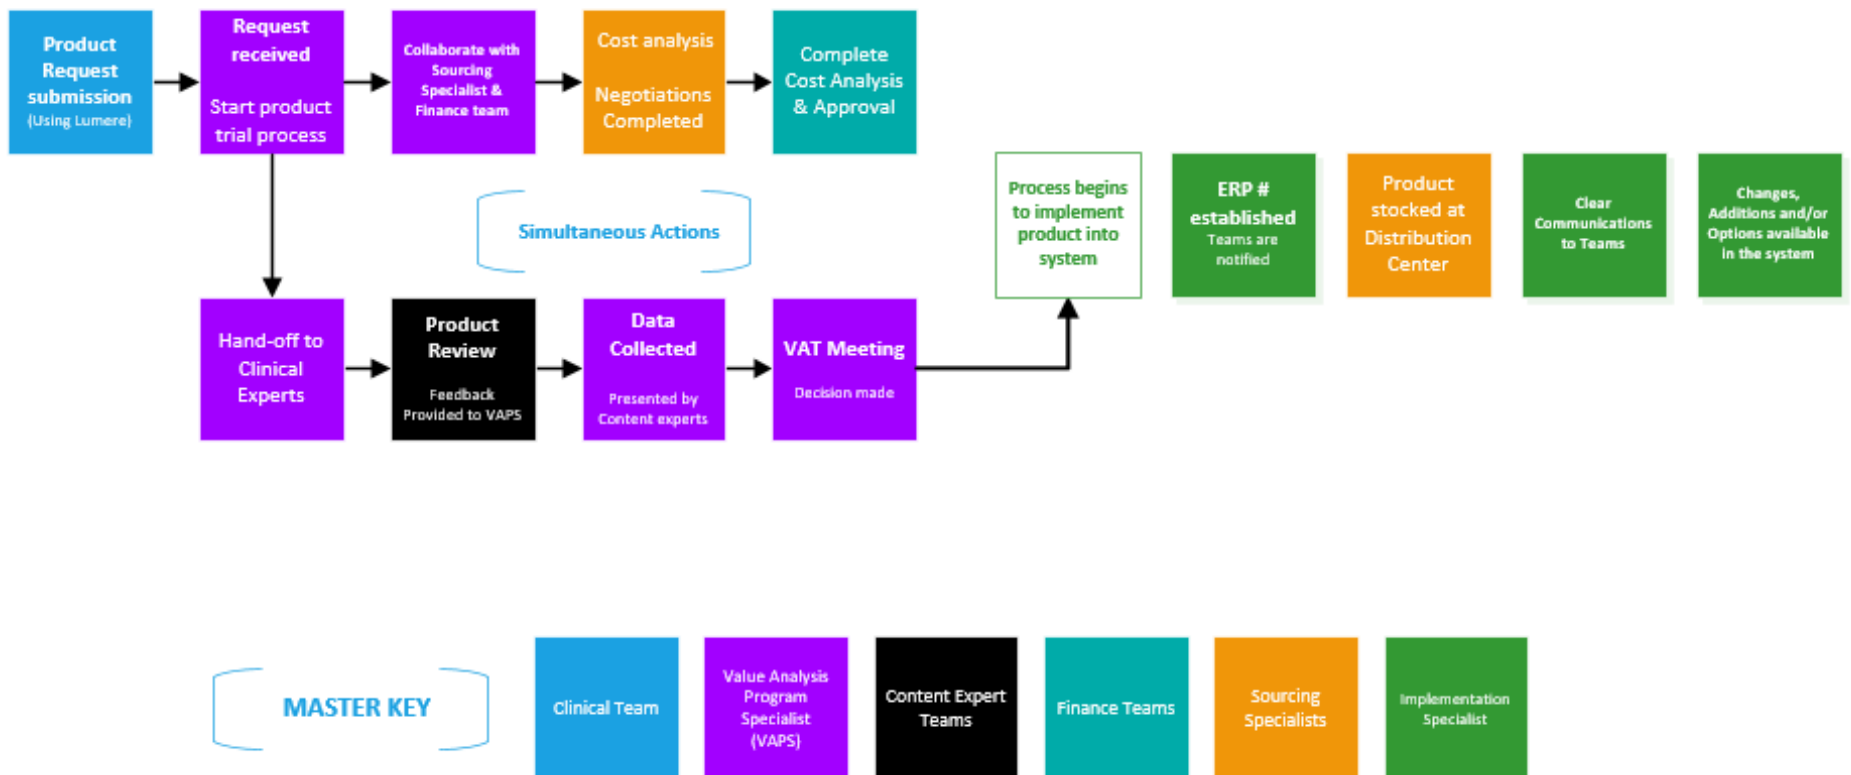 Product
Request
submission
(Using Lumere)
Request
received
Start product
trial process
Collaborate with
Sourcing
Specialist &
Finance team
Cost analysis
Negotiations
Completed
Complete
Cost Analysis
& Approval
Simultaneous Actions
Process begins
to implement
product into
system
ERP #
established
Teams are
notified
Product
stocked at
Distribution
Center
Clear
Communications
to Teams
Changes,
Additions and/or
Options available
in the system
Hand-off to
Clinical
Experts
Product
Review
Feedback
Provided to VAPS
Data
Collected
Presented by
Content experts
VAT Meeting
Decision made
MASTER KEY
Clinical Team
Value Analysis
Program
Specialist
(VAPS)
Content Expert
Teams
Finance Teams
Sourcing
Specialists
Implementation
Specialist